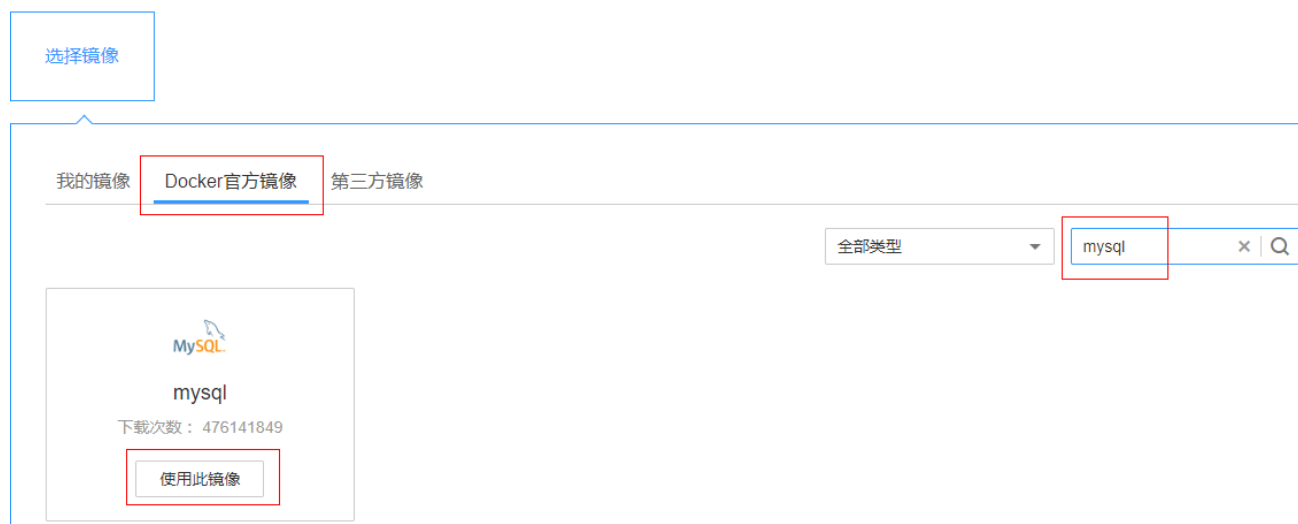 选择镜像
我的镜像 Docker官方镜像 第三方镜像
全部类型 mysql
MySQL
mysql
下载次数： 476141849
使用此镜像